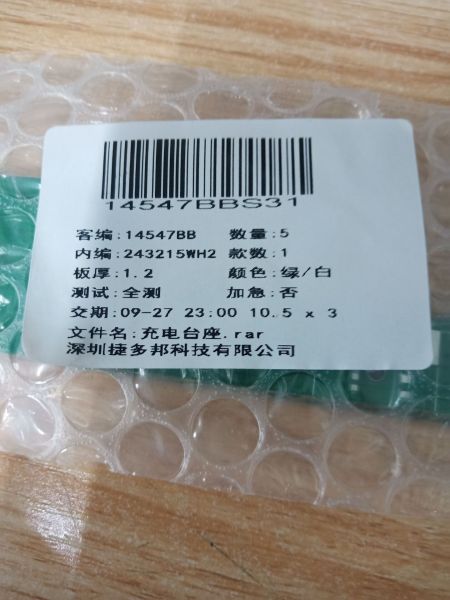 14547BBS31
客编:14547BB 数量:5
内编:243215WH2 款数:1
板厚:1.2 颜色:绿/白
测试:全测 加急:否
交期:09-27 23:00 10.5 x 3
文件名:充电台座.rar
深圳捷多邦科技有限公司